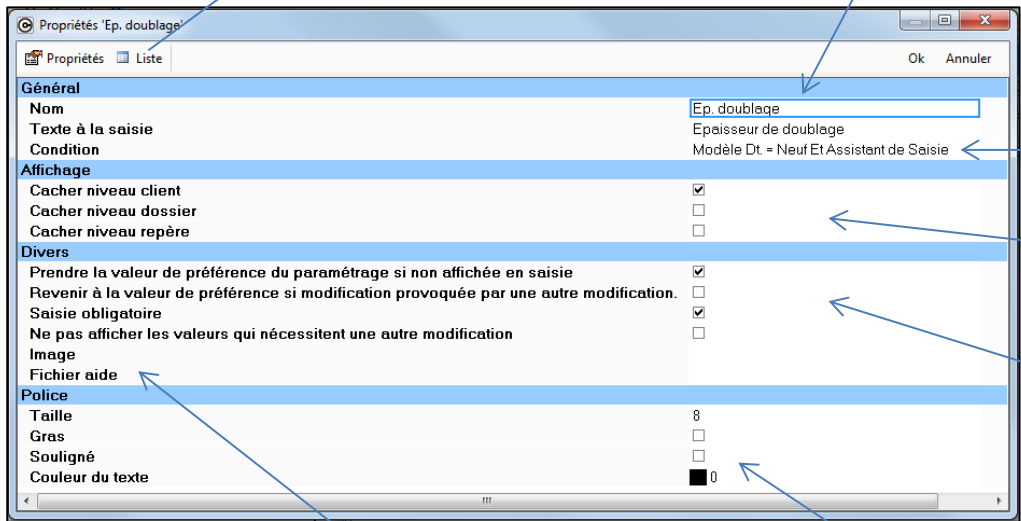 Propriétés 'Ep. doublage'
Propriétés Liste Ok Annuler
Général
Nom Ep. doublage
Texte à la saisie Epaisseur de doublage
Condition Modèle Dt. = Neuf Et Assistant de Saisie
Affichage
Cacher niveau client
Cacher niveau dossier
Cacher niveau repère
Divers
Prendre la valeur de préférence du paramétrage si non affichée en saisie
Revenir à la valeur de préférence si modification provoquée par une autre modification.
Saisie obligatoire
Ne pas afficher les valeurs qui nécessitent une autre modification
Image
Fichier aide
Police
Taille 8
Gras
Souligné
Couleur du texte 0